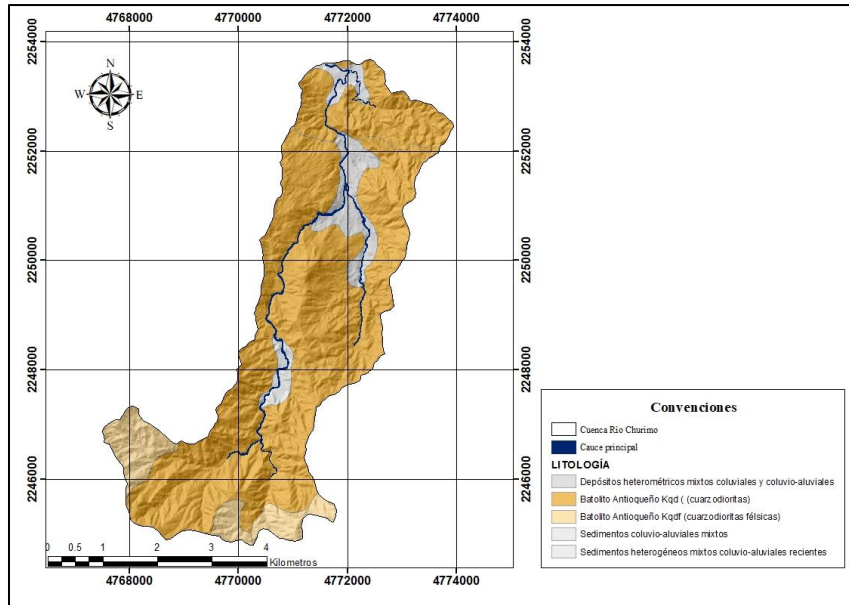 4768000 4770000 4772000 4774000
2254000 2254000
N
W E
S
2252000 2252000
2250000 2250000
2248000 2248000
2246000 2246000
0 0.5 1 2 3 4
Kilometros
4768000 4770000 4772000 4774000
Convenciones
Cuenca Rio Churimo
Cauce principal
LITOLOGÍA
Depósitos heterométricos mixtos coluviales y coluvio-aluviales
Batolito Antioqueño Kqd ( (cuarzodioritas)
Batolito Antioqueño Kqdf (cuarzodioritas félsicas)
Sedimentos coluvio-aluviales mixtos
Sedimentos heterogéneos mixtos coluvio-aluviales recientes